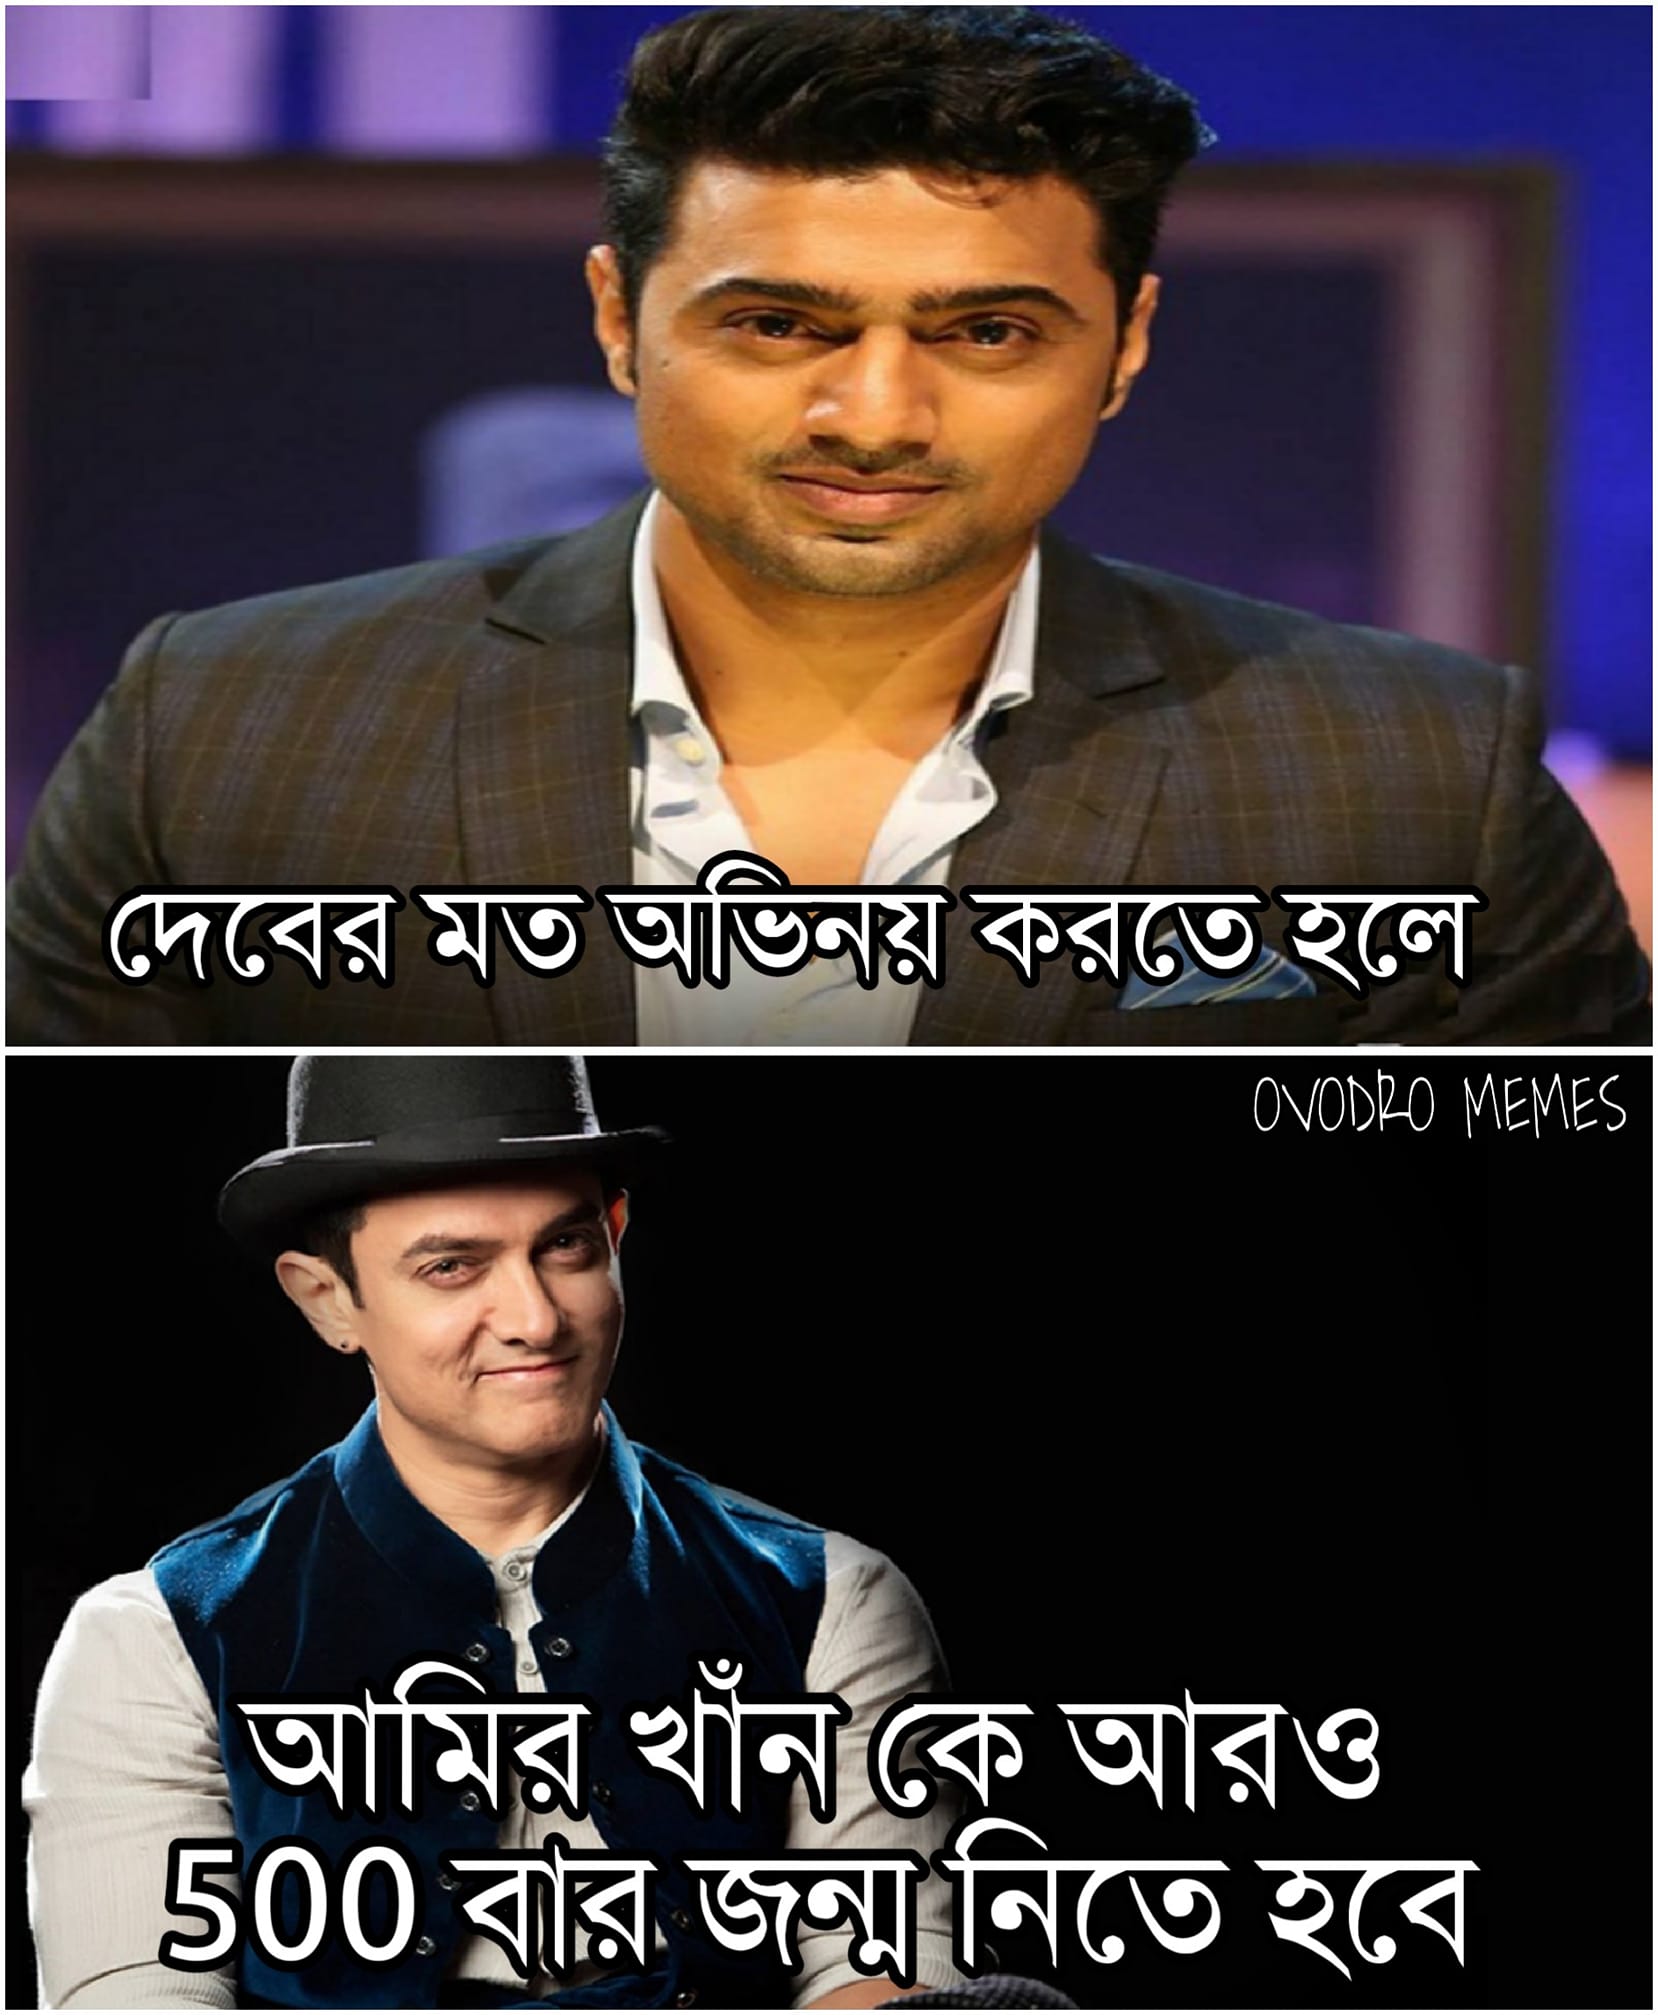 দেবের মত অভিনয় করতে হলে
OVODRO MEMES
আমির খাঁন কে আরও
500 বার জন্ম নিতে হবে